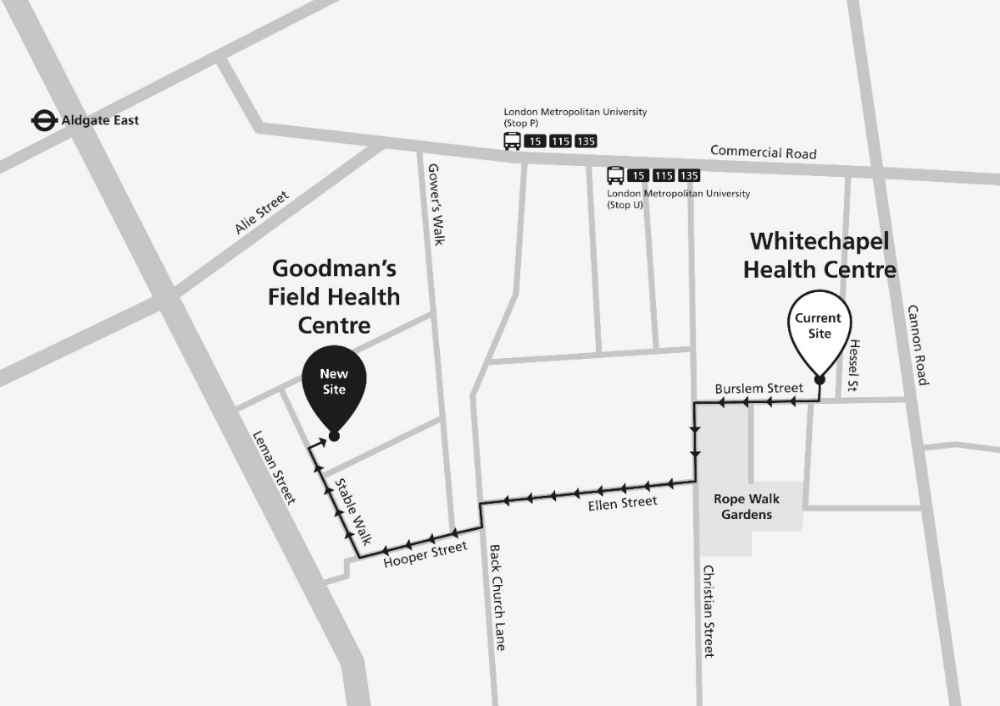 London Metropolitan University
(Stop P)
15 115 135
Aldgate East
Commercial Road
15 115 135
London Metropolitan University
(Stop U)
Gower's Walk
Alie Street
Whitechapel
Health Centre
Goodman's
Field Health
Centre
Current
Site
Cannon Road
Hessel St
New
Site
Burslem Street
Leman Street
Stable Walk
Ellen Street
Rope Walk
Gardens
Hooper Street
Back Church Lane
Christian Street